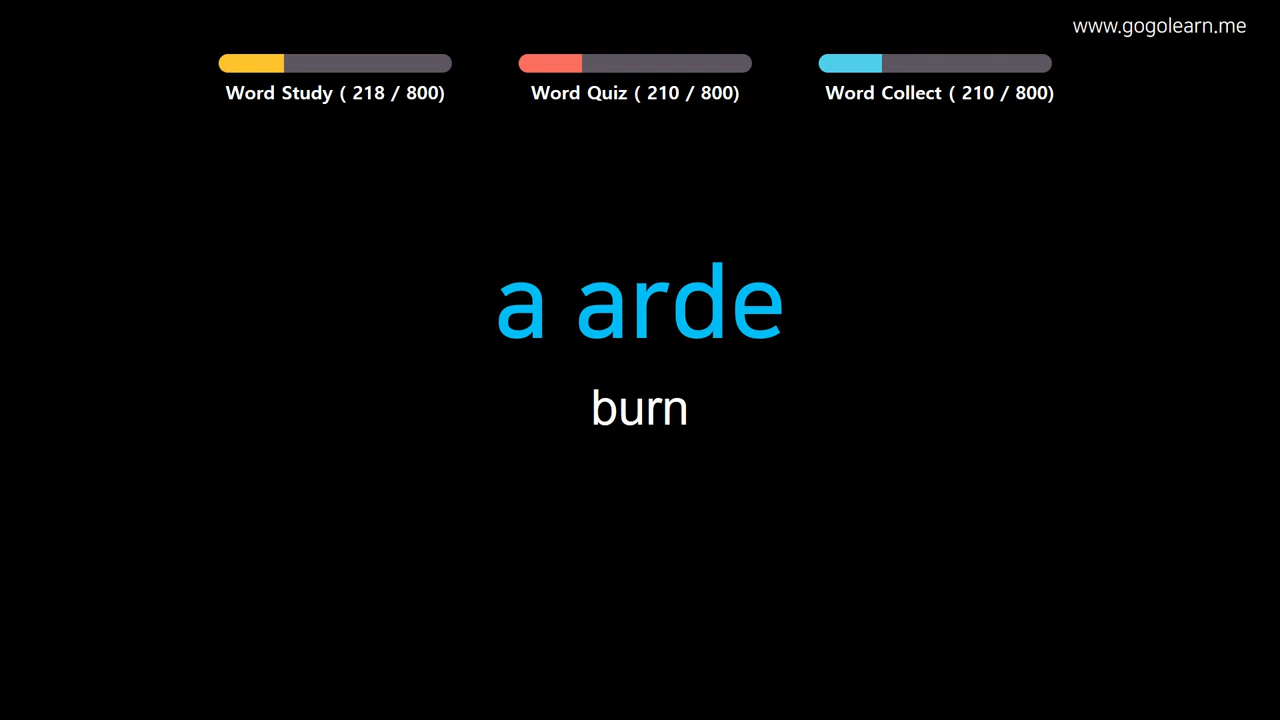 www.gogolearn.me
Word Study ( 218 / 800)
Word Quiz ( 210 / 800)
Word Collect ( 210 / 800)
a arde
burn